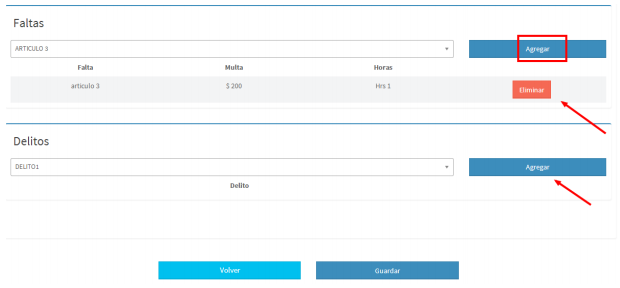 Faltas
ARTICULO 3
Agregar
Falta Multa Horas
articulo 3 $ 200 Hrs 1 Eliminar
Delitos
DELITO1
Agregar
Delito
Volver Guardar